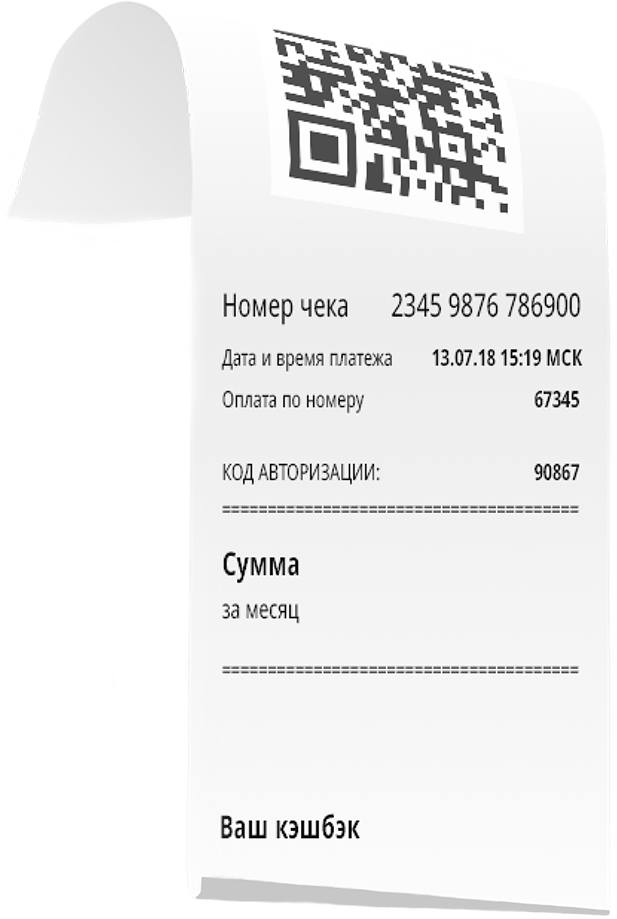 Номер чека 2345 9876 786900
Дата и время платежа 13.07.18 15:19 МСК
Оплата по номеру 67345
КОД АВТОРИЗАЦИИ: 90867
=======================================
Сумма
за месяц
=======================================
Ваш кэшбэк